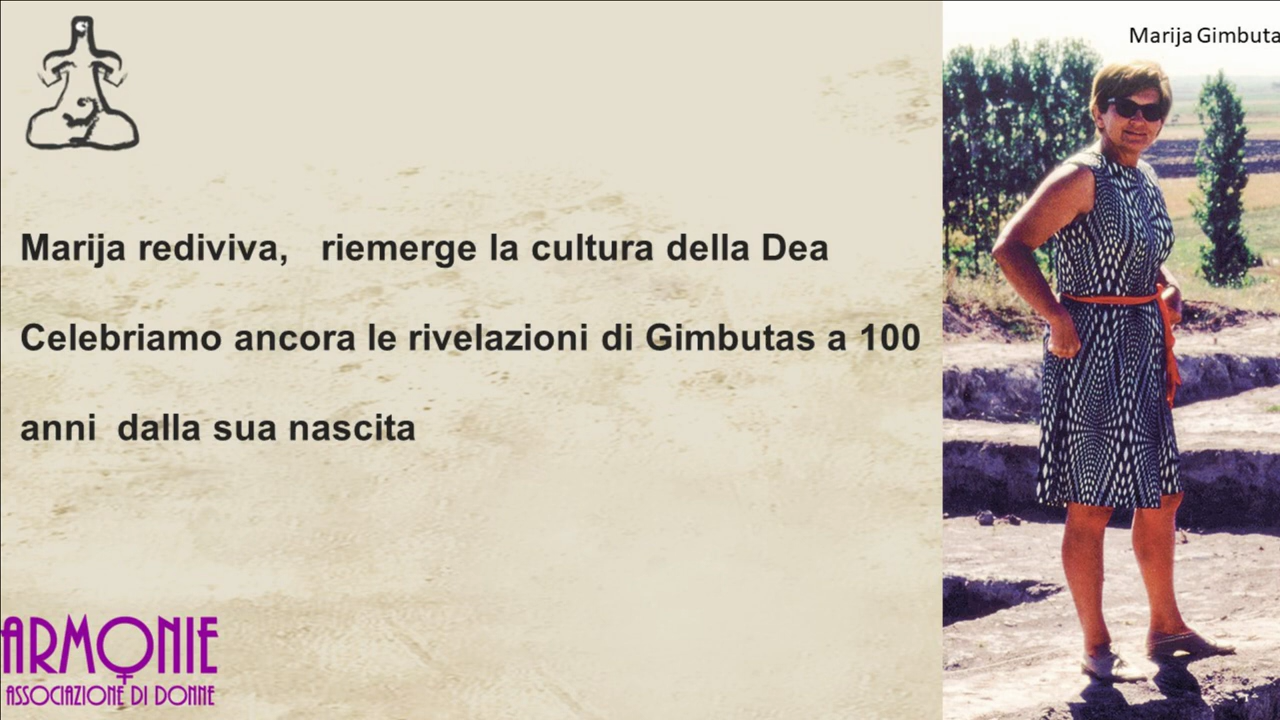 Marija Gimbuta
Marija rediviva, riemerge la cultura della Dea
Celebriamo ancora le rivelazioni di Gimbutas a 100
anni dalla sua nascita
ARMONIE
ASSOCIAZIONE DI DONNE